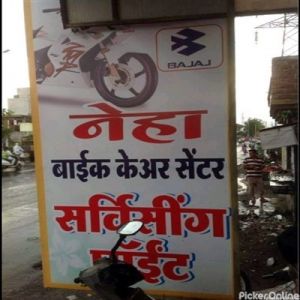 BAJAJ
नेहा
बाईक केअर सेंटर
सर्विसींग
पॉईंट
PickerOnline